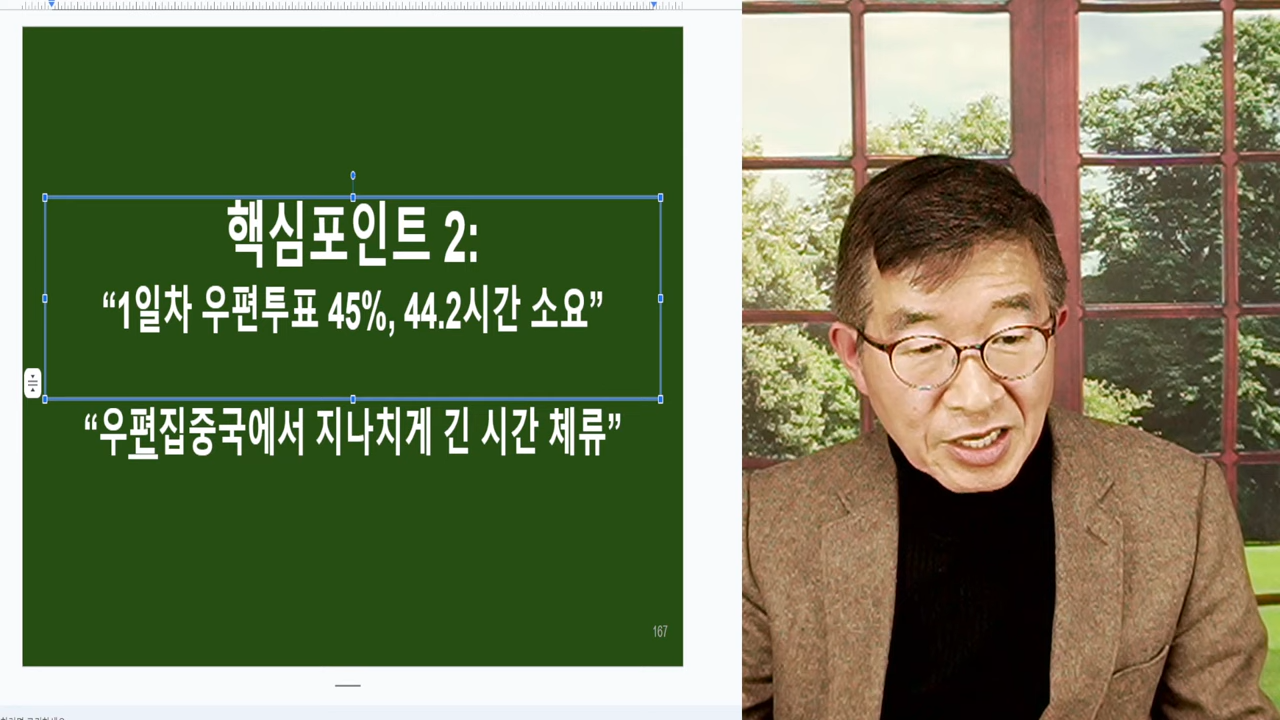 핵심포인트 2:
“1일차 우편투표 45%, 44.2시간 소요”
“우편집중국에서 지나치게 긴 시간 체류”
167